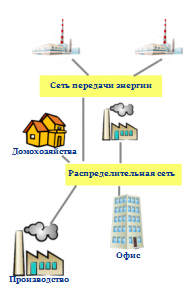 Сеть передачи энергии
Домохозяйства
Распределительная сеть
Офис
Производство